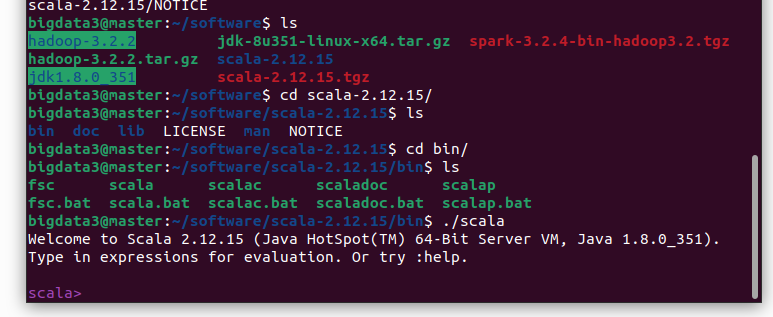 scala-2.12.15/NOTICE
bigdata3@master:~/software$ ls
hadoop-3.2.2 jdk-8u351-linux-x64.tar.gz spark-3.2.4-bin-hadoop3.2.tgz
hadoop-3.2.2.tar.gz scala-2.12.15
jdk1.8.0_351 scala-2.12.15.tgz
bigdata3@master:~/software$ cd scala-2.12.15/
bigdata3@master:~/software/scala-2.12.15$ ls
bin doc lib LICENSE man NOTICE
bigdata3@master:~/software/scala-2.12.15$ cd bin/
bigdata3@master:~/software/scala-2.12.15/bin$ ls
fsc scala scalac scaladoc scalap
fsc.bat scala.bat scalac.bat scaladoc.bat scalap.bat
bigdata3@master:~/software/scala-2.12.15/bin$ ./scala
Welcome to Scala 2.12.15 (Java HotSpot(TM) 64-Bit Server VM, Java 1.8.0_351).
Type in expressions for evaluation. Or try :help.
scala>